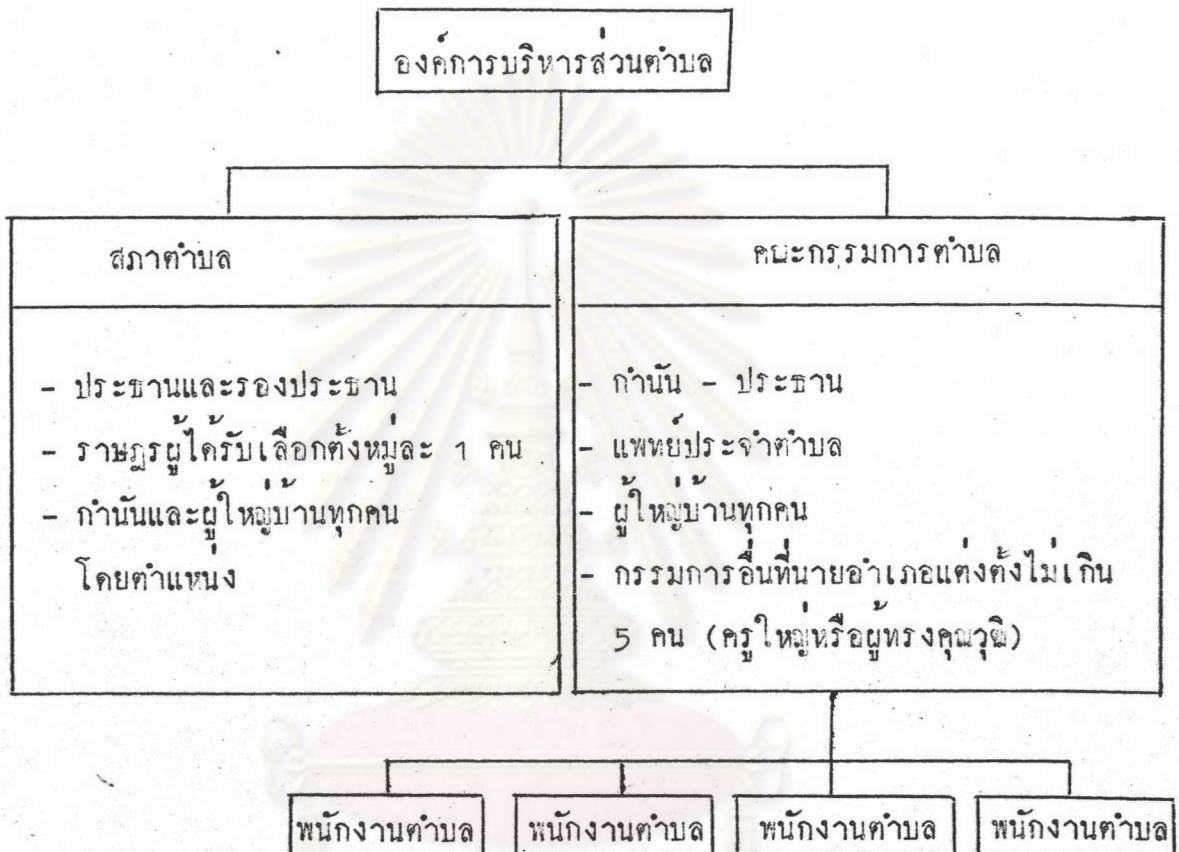 องค์การบริหารส่วนตำบล
สภาตำบล
- ประธานและรองประธาน
- ราษฎรผู้ได้รับเลือกตั้งหมู่ละ 1 คน
- กำนันและผู้ใหญ่บ้านทุกคน
โดยตำแหน่ง
คณะกรรมการตำบล
- กำนัน - ประธาน
- แพทย์ประจำตำบล
- ผู้ใหญ่บ้านทุกคน
- กรรมการอื่นที่นายอำเภอแต่งตั้งไม่เกิน
5 คน (ครูใหญ่หรือผู้ทรงคุณวุฒิ)
พนักงานตำบล
พนักงานตำบล
พนักงานตำบล
พนักงานตำบล